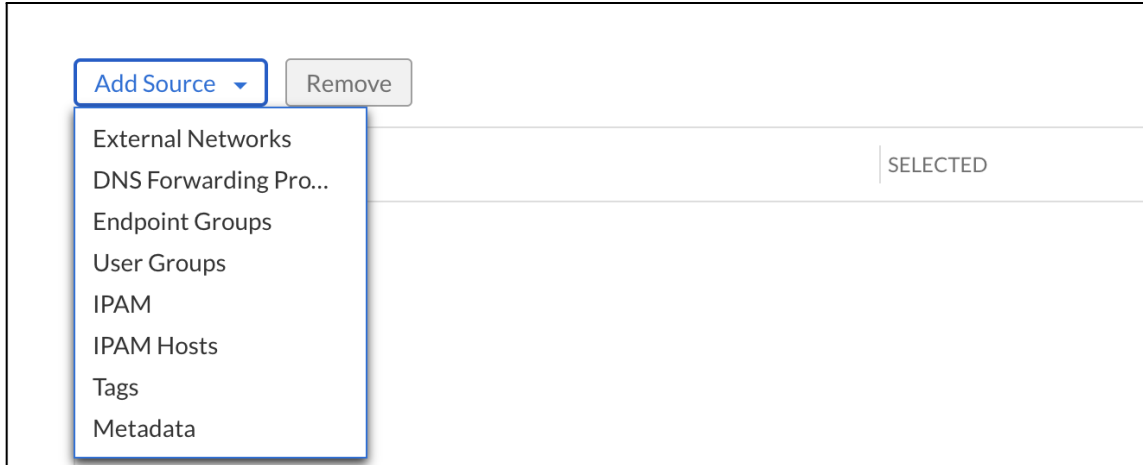 Add Source Remove
External Networks
SELECTED
DNS Forwarding Pro...
Endpoint Groups
User Groups
IPAM
IPAM Hosts
Tags
Metadata